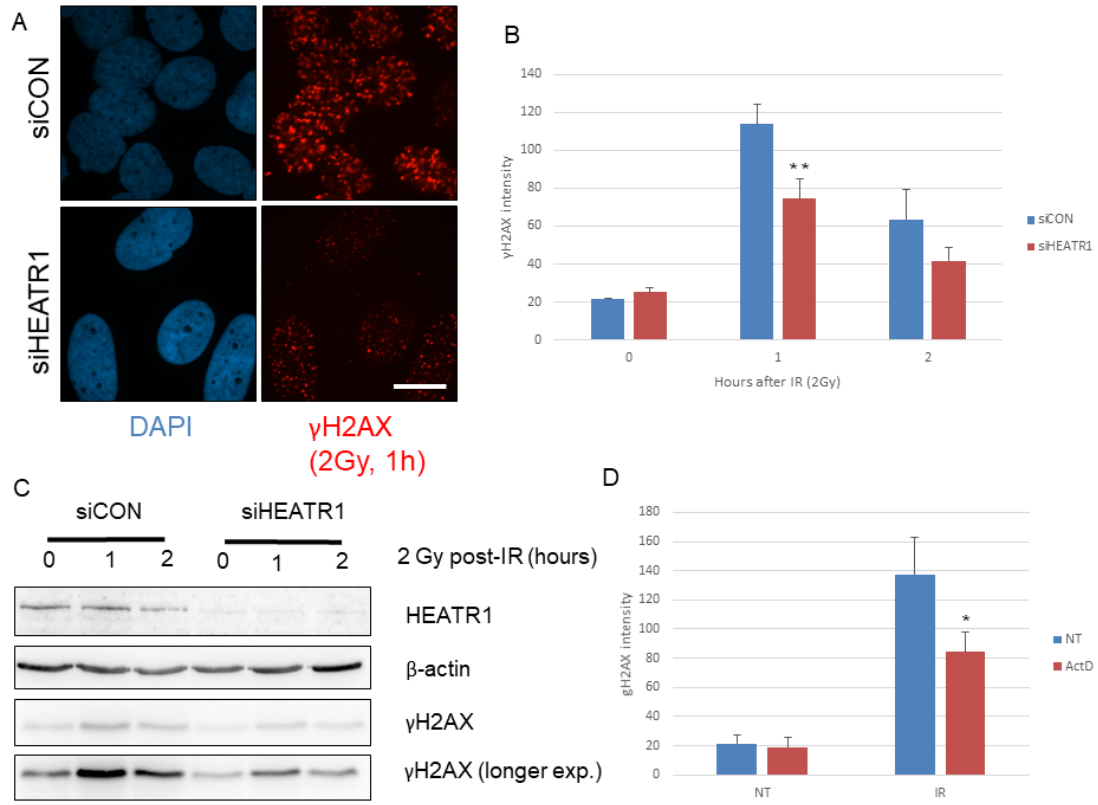 A
siCON
siHEATR1
DAPI
γH2AX
(2Gy, 1h)
B
140
120
100
80
60
40
20
0
γH2AX intensity
**
0
1
2
Hours after IR (2Gy)
siCON
siHEATR1
C
siCON
siHEATR1
0 1 2 0 1 2
2 Gy post-IR (hours)
HEATR1
β-actin
γH2AX
γH2AX (longer exp.)
D
180
160
140
120
100
80
60
40
20
0
gH2AX intensity
*
NT
IR
NT
ActD